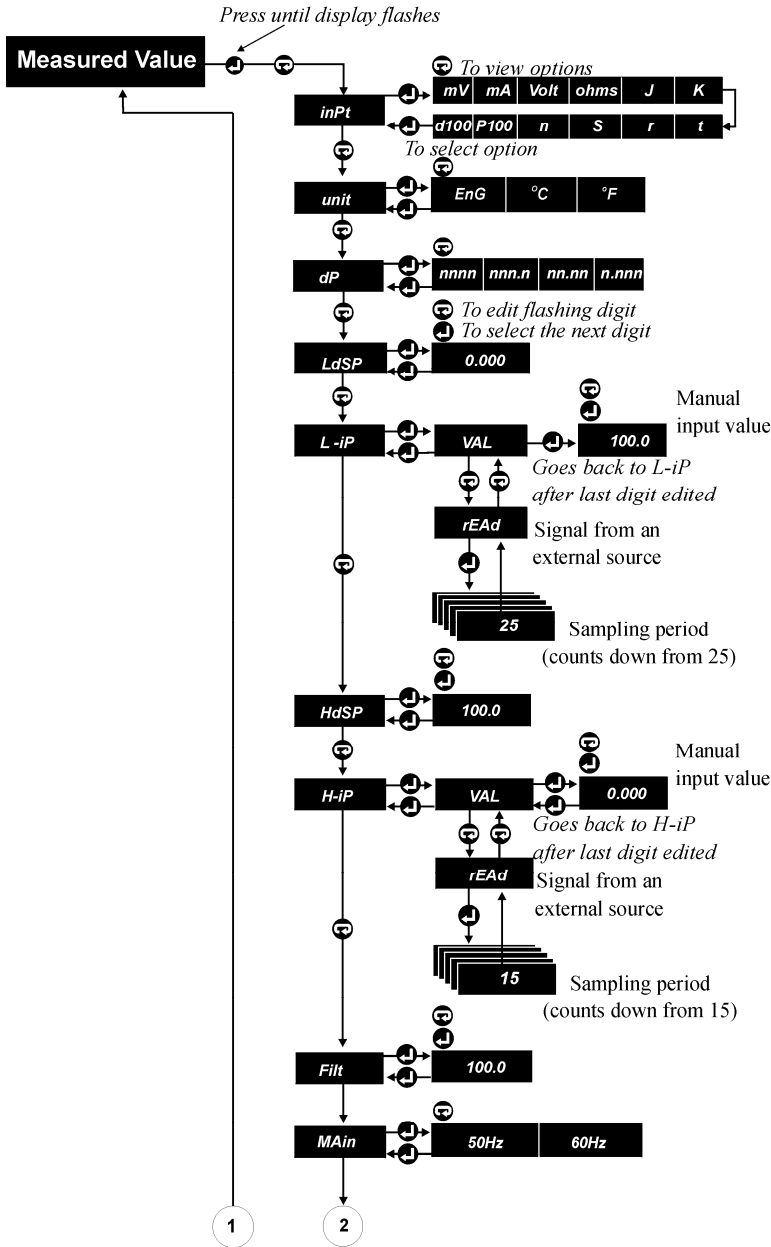 Press until display flashes
Measured Value
To view options
inPt
mV mA Volt ohms J K
d100 P100 n S r t
To select option
unit
EnG °C °F
dP
nnnn nnn.n nn.nn n.nnn
To edit flashing digit
To select the next digit
LdSP
0.000
Manual
input value
L -iP
VAL
100.0
Goes back to L-iP
after last digit edited
rEAd
Signal from an
external source
25
Sampling period
(counts down from 25)
HdSP
100.0
Manual
input value
H-iP
VAL
0.000
Goes back to H-iP
after last digit edited
rEAd
Signal from an
external source
15
Sampling period
(counts down from 15)
Filt
100.0
MAin
50Hz 60Hz
1 2